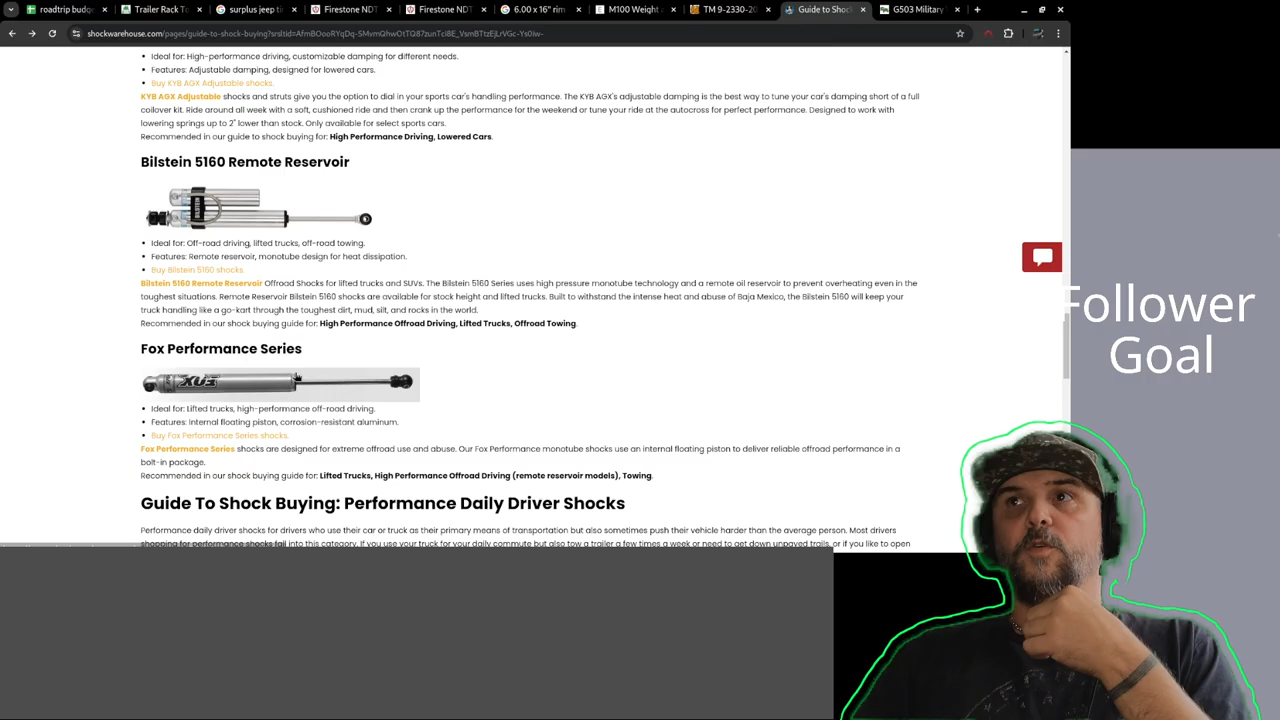 roadtrip budge
Trailer Rack To
surplus jeep ti
Firestone NDT
Firestone NDT
6.00 x 16" rim
M100 Weight a
TM 9-2330-20
Guide to Shoc
G503 Military
shockwarehouse.com/pages/guide-to-shock-buying?
• Ideal for: High-performance driving, customizable damping for different needs.
• Features: Adjustable damping, designed for lowered cars.
• Buy KYB AGX Adjustable shocks.
KYB AGX Adjustable shocks and struts give you the option to dial in your sports car's handling performance. The KYB AGX's adjustable damping is the best way to tune your car's damping short of a full
coilover kit. Ride around all week with a soft, cushioned ride and then crank up the performance for the weekend or tune your ride at the autocross for perfect performance. Designed to work with
lowering springs up to 2" lower than stock. Only available for select sports cars.
Recommended in our guide to shock buying for: High Performance Driving, Lowered Cars.
Bilstein 5160 Remote Reservoir
• Ideal for: Off-road driving, lifted trucks, off-road towing.
• Features: Remote reservoir, monotube design for heat dissipation.
• Buy Bilstein 5160 shocks.
Bilstein 5160 Remote Reservoir Offroad Shocks for lifted trucks and SUVs. The Bilstein 5160 Series uses high pressure monotube technology and a remote oil reservoir to prevent overheating even in the
toughest situations. Remote Reservoir Bilstein 5160 shocks are available for stock height and lifted trucks. Built to withstand the intense heat and abuse of Baja Mexico, the Bilstein 5160 will keep your
truck handling like a go-kart through the toughest dirt, mud, silt, and rocks in the world.
Recommended in our shock buying guide for: High Performance Offroad Driving, Lifted Trucks, Offroad Towing.
Fox Performance Series
FOX
• Ideal for: Lifted trucks, high-performance off-road driving.
• Features: Internal floating piston, corrosion-resistant aluminum.
• Buy Fox Performance Series shocks.
Fox Performance Series shocks are designed for extreme offroad use and abuse. Our Fox Performance monotube shocks use an internal floating piston to deliver reliable offroad performance in a
bolt-in package.
Recommended in our shock buying guide for: Lifted Trucks, High Performance Offroad Driving (remote reservoir models), Towing.
Guide To Shock Buying: Performance Daily Driver Shocks
Performance daily driver shocks for drivers who use their car or truck as their primary means of transportation but also sometimes push their vehicle harder than the average person. Most drivers
shopping for performance shocks fall into this category. If you use your truck for your daily commute but also tow a trailer a few times a week or need to get down unpaved trails, or if you like to open
Follower
Goal